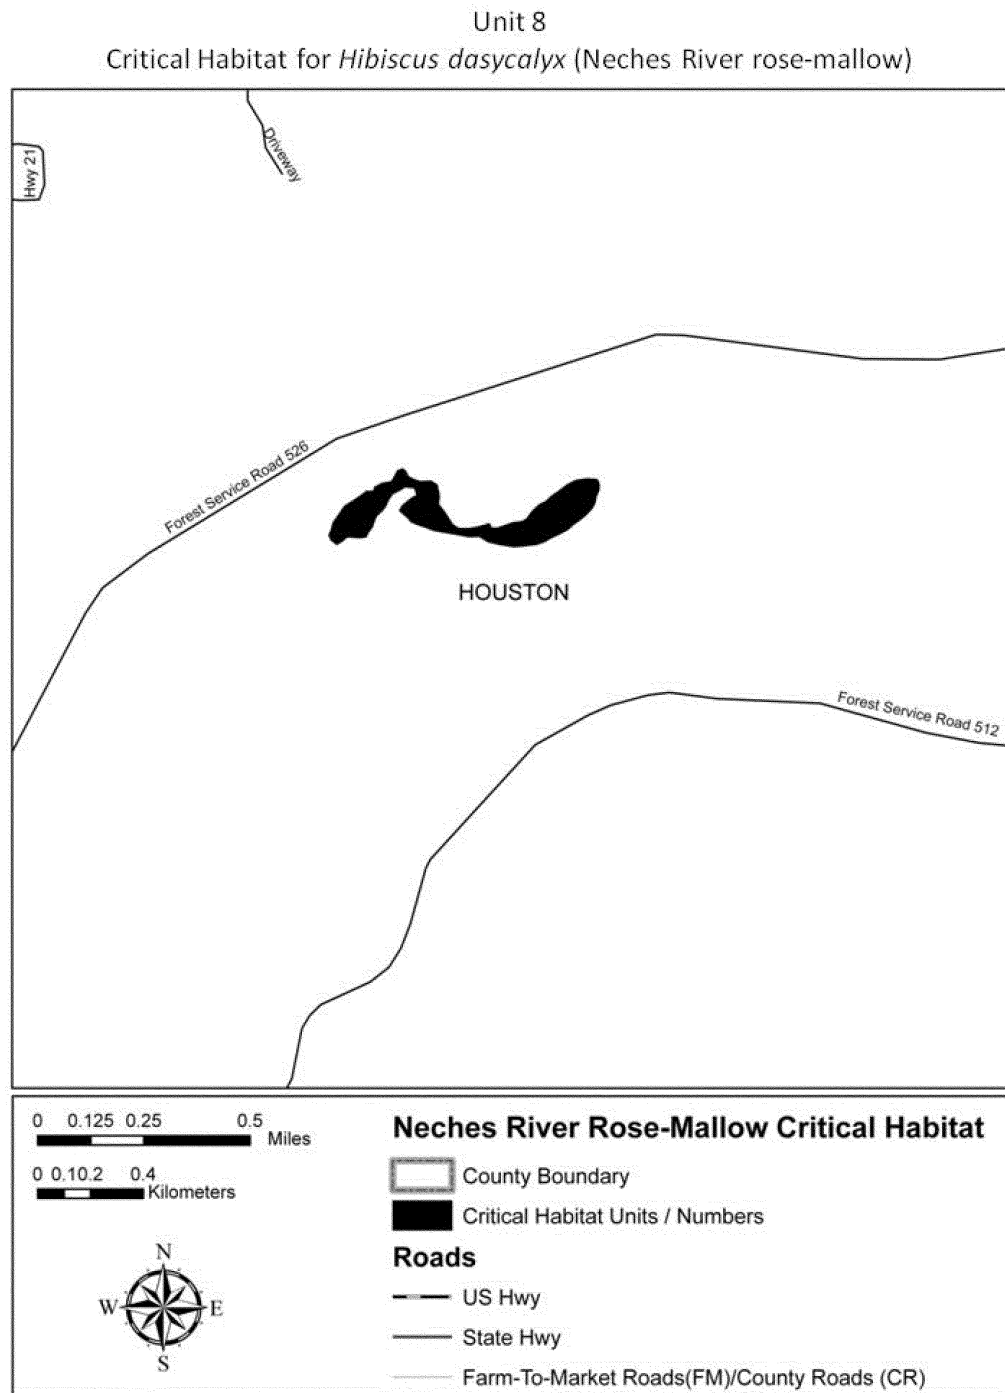 Unit 8
Critical Habitat for Hibiscus dasycalyx (Neches River rose-mallow)
Hwy 21
Driveway
Forest Service Road 526
HOUSTON
Forest Service Road 512
0 0.125 0.25 0.5
Miles
0 0.10.2 0.4
Kilometers
N
W E
S
Neches River Rose-Mallow Critical Habitat
County Boundary
Critical Habitat Units / Numbers
Roads
US Hwy
State Hwy
Farm-To-Market Roads(FM)/County Roads (CR)